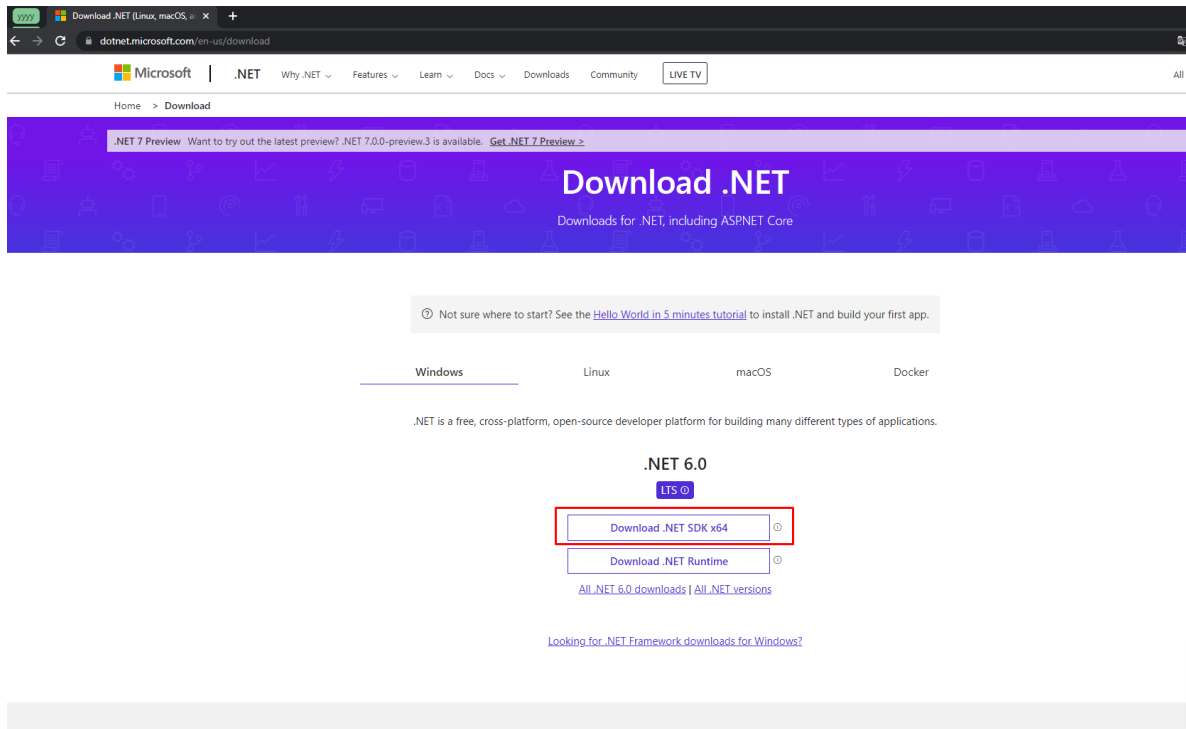 yyyy Download .NET (Linux, macOS, a
dotnet.microsoft.com/en-us/download
Microsoft | .NET Why .NET Features Learn Docs Downloads Community LIVE TV All
Home > Download
.NET 7 Preview Want to try out the latest preview? .NET 7.0.0-preview.3 is available. Get .NET 7 Preview >
Download .NET
Downloads for .NET, including ASP.NET Core
Not sure where to start? See the Hello World in 5 minutes tutorial to install .NET and build your first app.
Windows Linux macOS Docker
.NET is a free, cross-platform, open-source developer platform for building many different types of applications.
.NET 6.0
LTS
Download .NET SDK x64
Download .NET Runtime
All .NET 6.0 downloads | All .NET versions
Looking for .NET Framework downloads for Windows?